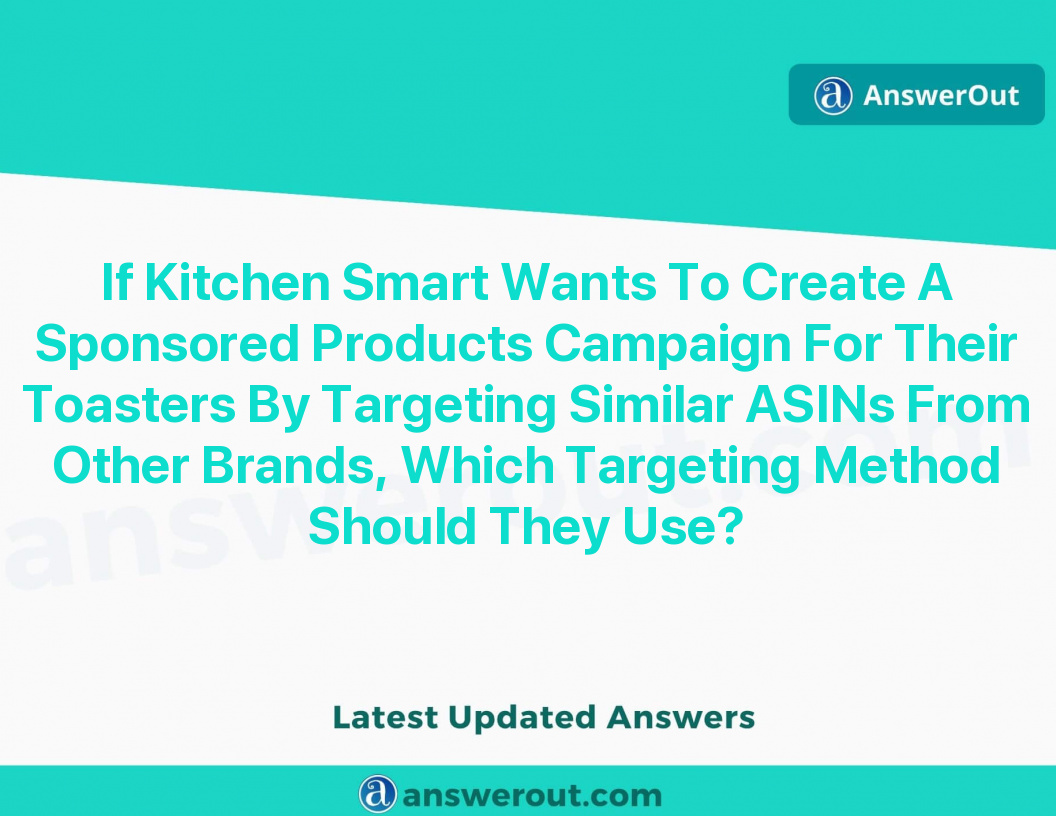 AnswerOut
If Kitchen Smart Wants To Create A
Sponsored Products Campaign For Their
Toasters By Targeting Similar ASINs From
Other Brands, Which Targeting Method
Should They Use?
answerout.com
Latest Updated Answers
answerout.com